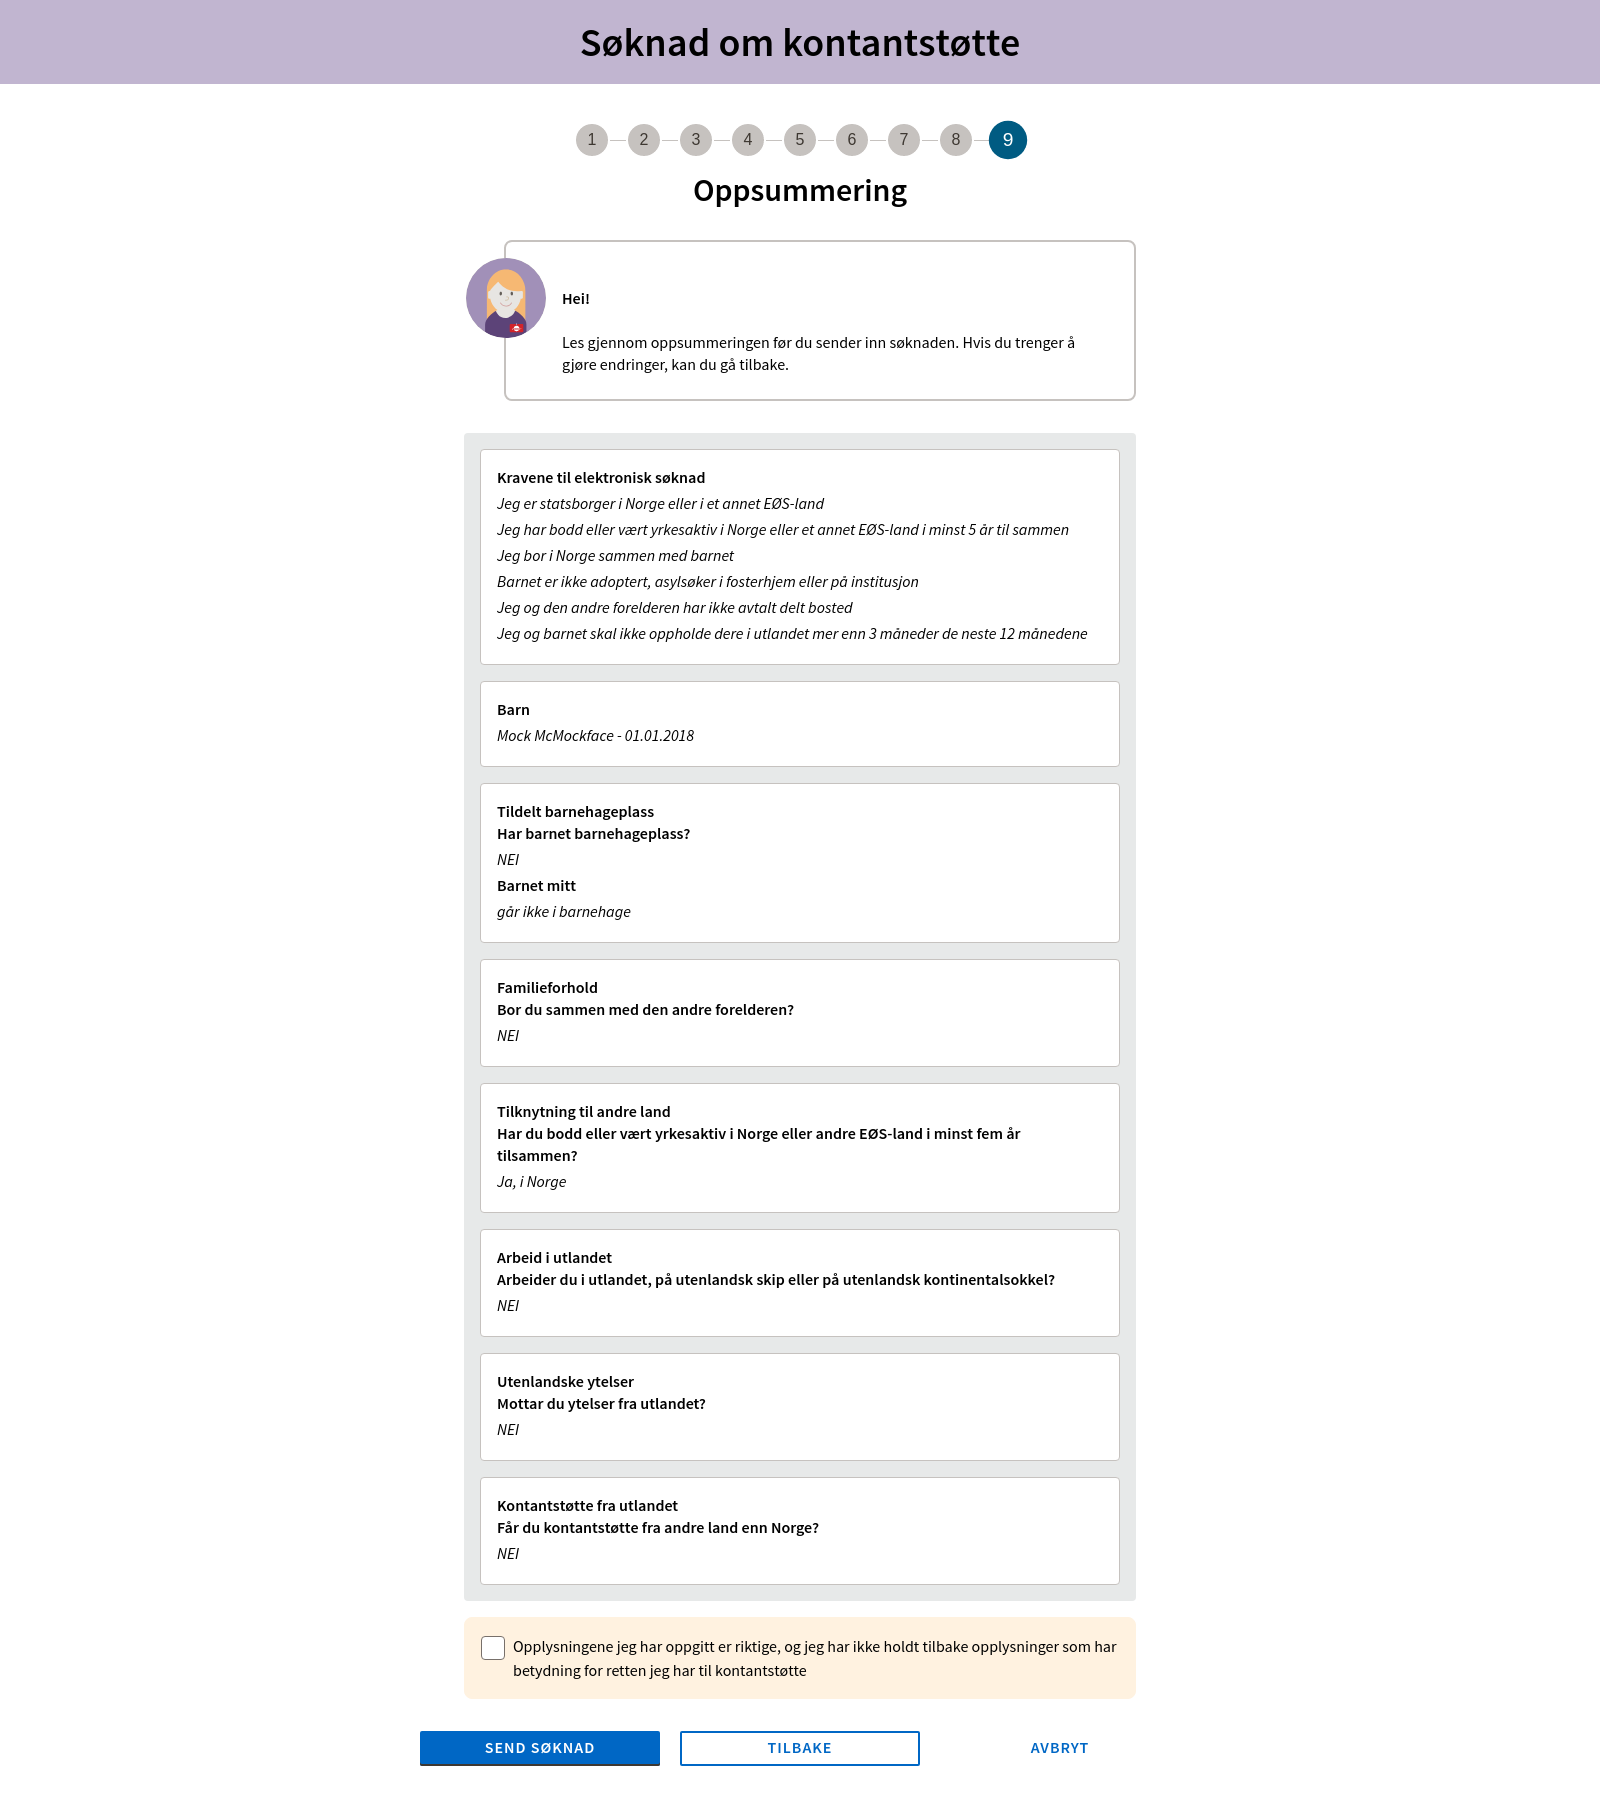 Søknad om kontantstøtte
1 2 3 4 5 6 7 8 9
Oppsummering
Hei!
Les gjennom oppsummeringen før du sender inn søknaden. Hvis du trenger å
gjøre endringer, kan du gå tilbake.
Kravene til elektronisk søknad
Jeg er statsborger i Norge eller i et annet EØS-land
Jeg har bodd eller vært yrkesaktiv i Norge eller et annet EØS-land i minst 5 år til sammen
Jeg bor i Norge sammen med barnet
Barnet er ikke adoptert, asylsøker i fosterhjem eller på institusjon
Jeg og den andre forelderen har ikke avtalt delt bosted
Jeg og barnet skal ikke oppholde dere i utlandet mer enn 3 måneder de neste 12 månedene
Barn
Mock McMockface - 01.01.2018
Tildelt barnehageplass
Har barnet barnehageplass?
NEI
Barnet mitt
går ikke i barnehage
Familieforhold
Bor du sammen med den andre forelderen?
NEI
Tilknytning til andre land
Har du bodd eller vært yrkesaktiv i Norge eller andre EØS-land i minst fem år
tilsammen?
Ja, i Norge
Arbeid i utlandet
Arbeider du i utlandet, på utenlandsk skip eller på utenlandsk kontinentalsokkel?
NEI
Utenlandske ytelser
Mottar du ytelser fra utlandet?
NEI
Kontantstøtte fra utlandet
Får du kontantstøtte fra andre land enn Norge?
NEI
Opplysningene jeg har oppgitt er riktige, og jeg har ikke holdt tilbake opplysninger som har
betydning for retten jeg har til kontantstøtte
SEND SØKNAD TILBAKE AVBRYT